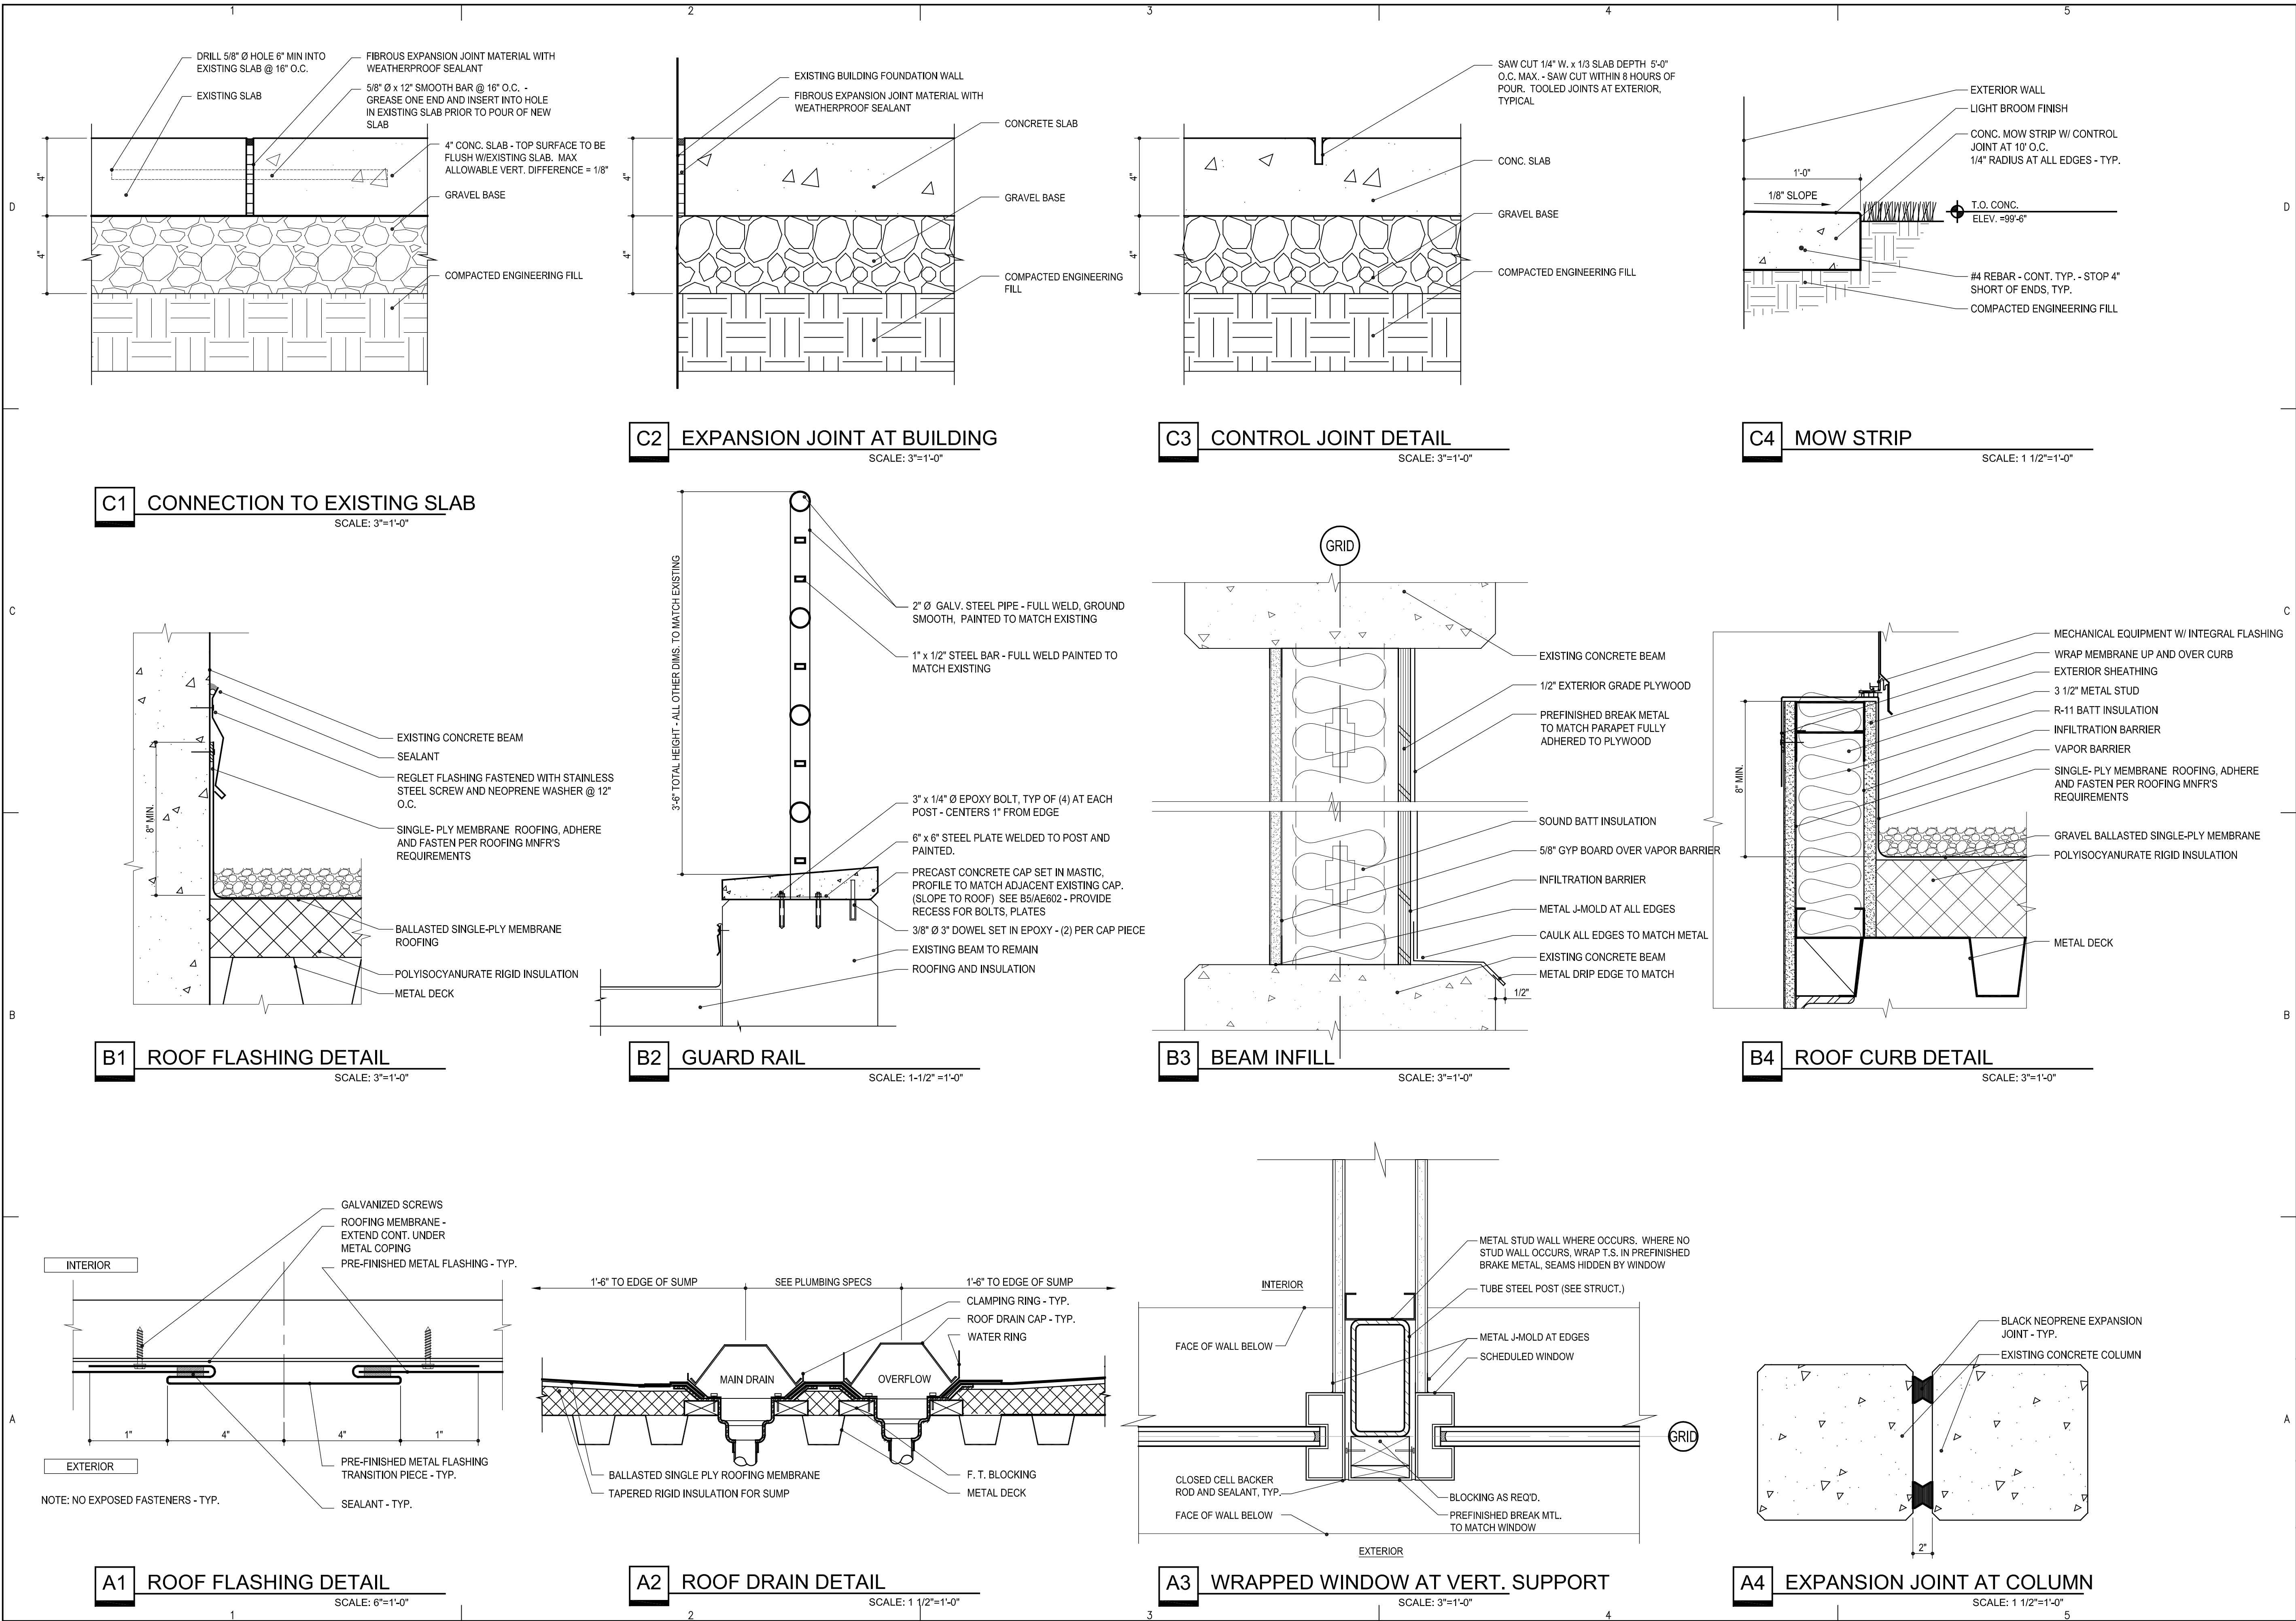 1 2 3 4 5
D
D
C
C
B
B
A
A
DRILL 5/8" Ø HOLE 6" MIN INTO
EXISTING SLAB @ 16" O.C.
EXISTING SLAB
FIBROUS EXPANSION JOINT MATERIAL WITH
WEATHERPROOF SEALANT
5/8" Ø x 12" SMOOTH BAR @ 16" O.C. -
GREASE ONE END AND INSERT INTO HOLE
IN EXISTING SLAB PRIOR TO POUR OF NEW
SLAB
4" CONC. SLAB - TOP SURFACE TO BE
FLUSH W/EXISTING SLAB. MAX
ALLOWABLE VERT. DIFFERENCE = 1/8"
GRAVEL BASE
COMPACTED ENGINEERING FILL
4"
4"
C1 CONNECTION TO EXISTING SLAB
SCALE: 3"=1'-0"
EXISTING BUILDING FOUNDATION WALL
FIBROUS EXPANSION JOINT MATERIAL WITH
WEATHERPROOF SEALANT
CONCRETE SLAB
GRAVEL BASE
COMPACTED ENGINEERING
FILL
4"
4"
C2 EXPANSION JOINT AT BUILDING
SCALE: 3"=1'-0"
SAW CUT 1/4" W. x 1/3 SLAB DEPTH 5'-0"
O.C. MAX. - SAW CUT WITHIN 8 HOURS OF
POUR. TOOLED JOINTS AT EXTERIOR,
TYPICAL
CONC. SLAB
GRAVEL BASE
COMPACTED ENGINEERING FILL
4"
4"
C3 CONTROL JOINT DETAIL
SCALE: 3"=1'-0"
EXTERIOR WALL
LIGHT BROOM FINISH
CONC. MOW STRIP W/ CONTROL
JOINT AT 10' O.C.
1/4" RADIUS AT ALL EDGES - TYP.
1'-0"
1/8" SLOPE
T.O. CONC.
ELEV. =99'-6"
#4 REBAR - CONT. TYP. - STOP 4"
SHORT OF ENDS, TYP.
COMPACTED ENGINEERING FILL
C4 MOW STRIP
SCALE: 1 1/2"=1'-0"
EXISTING CONCRETE BEAM
SEALANT
REGLET FLASHING FASTENED WITH STAINLESS
STEEL SCREW AND NEOPRENE WASHER @ 12"
O.C.
SINGLE- PLY MEMBRANE ROOFING, ADHERE
AND FASTEN PER ROOFING MNFR'S
REQUIREMENTS
8" MIN.
BALLASTED SINGLE-PLY MEMBRANE
ROOFING
POLYISOCYANURATE RIGID INSULATION
METAL DECK
B1 ROOF FLASHING DETAIL
SCALE: 3"=1'-0"
3'-6" TOTAL HEIGHT - ALL OTHER DIMS. TO MATCH EXISTING
2" Ø GALV. STEEL PIPE - FULL WELD, GROUND
SMOOTH, PAINTED TO MATCH EXISTING
1" x 1/2" STEEL BAR - FULL WELD PAINTED TO
MATCH EXISTING
3" x 1/4" Ø EPOXY BOLT, TYP OF (4) AT EACH
POST - CENTERS 1" FROM EDGE
6" x 6" STEEL PLATE WELDED TO POST AND
PAINTED.
PRECAST CONCRETE CAP SET IN MASTIC,
PROFILE TO MATCH ADJACENT EXISTING CAP.
(SLOPE TO ROOF) SEE B5/AE602 - PROVIDE
RECESS FOR BOLTS, PLATES
3/8" Ø 3" DOWEL SET IN EPOXY - (2) PER CAP PIECE
EXISTING BEAM TO REMAIN
ROOFING AND INSULATION
B2 GUARD RAIL
SCALE: 1-1/2" =1'-0"
GRID
EXISTING CONCRETE BEAM
1/2" EXTERIOR GRADE PLYWOOD
PREFINISHED BREAK METAL
TO MATCH PARAPET FULLY
ADHERED TO PLYWOOD
SOUND BATT INSULATION
5/8" GYP BOARD OVER VAPOR BARRIER
INFILTRATION BARRIER
METAL J-MOLD AT ALL EDGES
CAULK ALL EDGES TO MATCH METAL
EXISTING CONCRETE BEAM
METAL DRIP EDGE TO MATCH
1/2"
B3 BEAM INFILL
SCALE: 3"=1'-0"
MECHANICAL EQUIPMENT W/ INTEGRAL FLASHING
WRAP MEMBRANE UP AND OVER CURB
EXTERIOR SHEATHING
3 1/2" METAL STUD
R-11 BATT INSULATION
INFILTRATION BARRIER
VAPOR BARRIER
SINGLE- PLY MEMBRANE ROOFING, ADHERE
AND FASTEN PER ROOFING MNFR'S
REQUIREMENTS
8" MIN.
GRAVEL BALLASTED SINGLE-PLY MEMBRANE
POLYISOCYANURATE RIGID INSULATION
METAL DECK
B4 ROOF CURB DETAIL
SCALE: 3"=1'-0"
GALVANIZED SCREWS
ROOFING MEMBRANE -
EXTEND CONT. UNDER
METAL COPING
PRE-FINISHED METAL FLASHING - TYP.
INTERIOR
1" 4" 4" 1"
EXTERIOR
PRE-FINISHED METAL FLASHING
TRANSITION PIECE - TYP.
SEALANT - TYP.
NOTE: NO EXPOSED FASTENERS - TYP.
A1 ROOF FLASHING DETAIL
SCALE: 6"=1'-0"
1'-6" TO EDGE OF SUMP SEE PLUMBING SPECS 1'-6" TO EDGE OF SUMP
CLAMPING RING - TYP.
ROOF DRAIN CAP - TYP.
WATER RING
MAIN DRAIN OVERFLOW
BALLASTED SINGLE PLY ROOFING MEMBRANE
TAPERED RIGID INSULATION FOR SUMP
F. T. BLOCKING
METAL DECK
A2 ROOF DRAIN DETAIL
SCALE: 1 1/2"=1'-0"
METAL STUD WALL WHERE OCCURS. WHERE NO
STUD WALL OCCURS, WRAP T.S. IN PREFINISHED
BRAKE METAL, SEAMS HIDDEN BY WINDOW
INTERIOR
TUBE STEEL POST (SEE STRUCT.)
FACE OF WALL BELOW
METAL J-MOLD AT EDGES
SCHEDULED WINDOW
GRID
CLOSED CELL BACKER
ROD AND SEALANT, TYP.
FACE OF WALL BELOW
BLOCKING AS REQ'D.
PREFINISHED BREAK MTL.
TO MATCH WINDOW
EXTERIOR
A3 WRAPPED WINDOW AT VERT. SUPPORT
SCALE: 3"=1'-0"
BLACK NEOPRENE EXPANSION
JOINT - TYP.
EXISTING CONCRETE COLUMN
2"
A4 EXPANSION JOINT AT COLUMN
SCALE: 1 1/2"=1'-0"
1 2 3 4 5